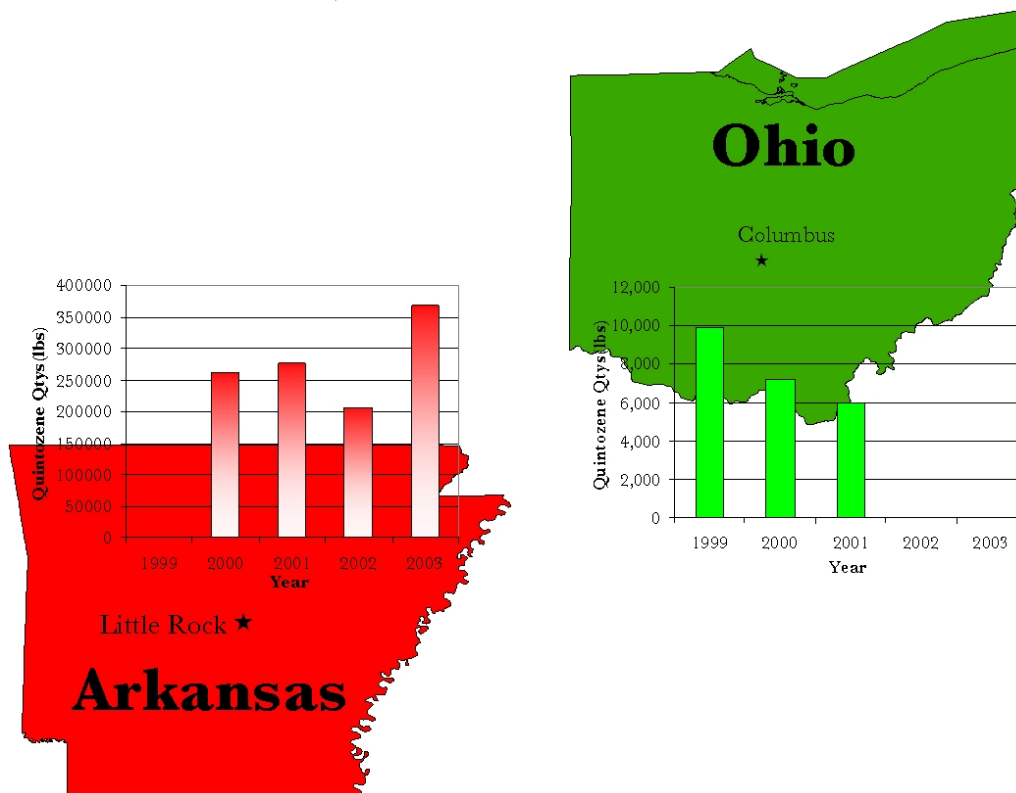 Ohio
Columbus
Quintozene Qtys(lbs)
12,000
10,000
8,000
6,000
4,000
2,000
0
1999 2000 2001 2002 2003
Year
Quintozene Qtys(lbs)
400000
350000
300000
250000
200000
150000
100000
50000
0
1999 2000 2001 2002 2003
Year
Little Rock
Arkansas